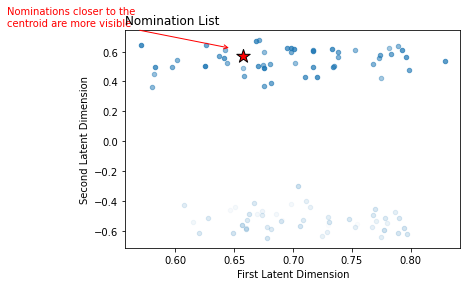 Nominations closer to the
centroid are more visible
Nomination List
Second Latent Dimension
0.6
0.4
0.2
0.0
−0.2
−0.4
−0.6
0.60
0.65
0.70
0.75
0.80
First Latent Dimension